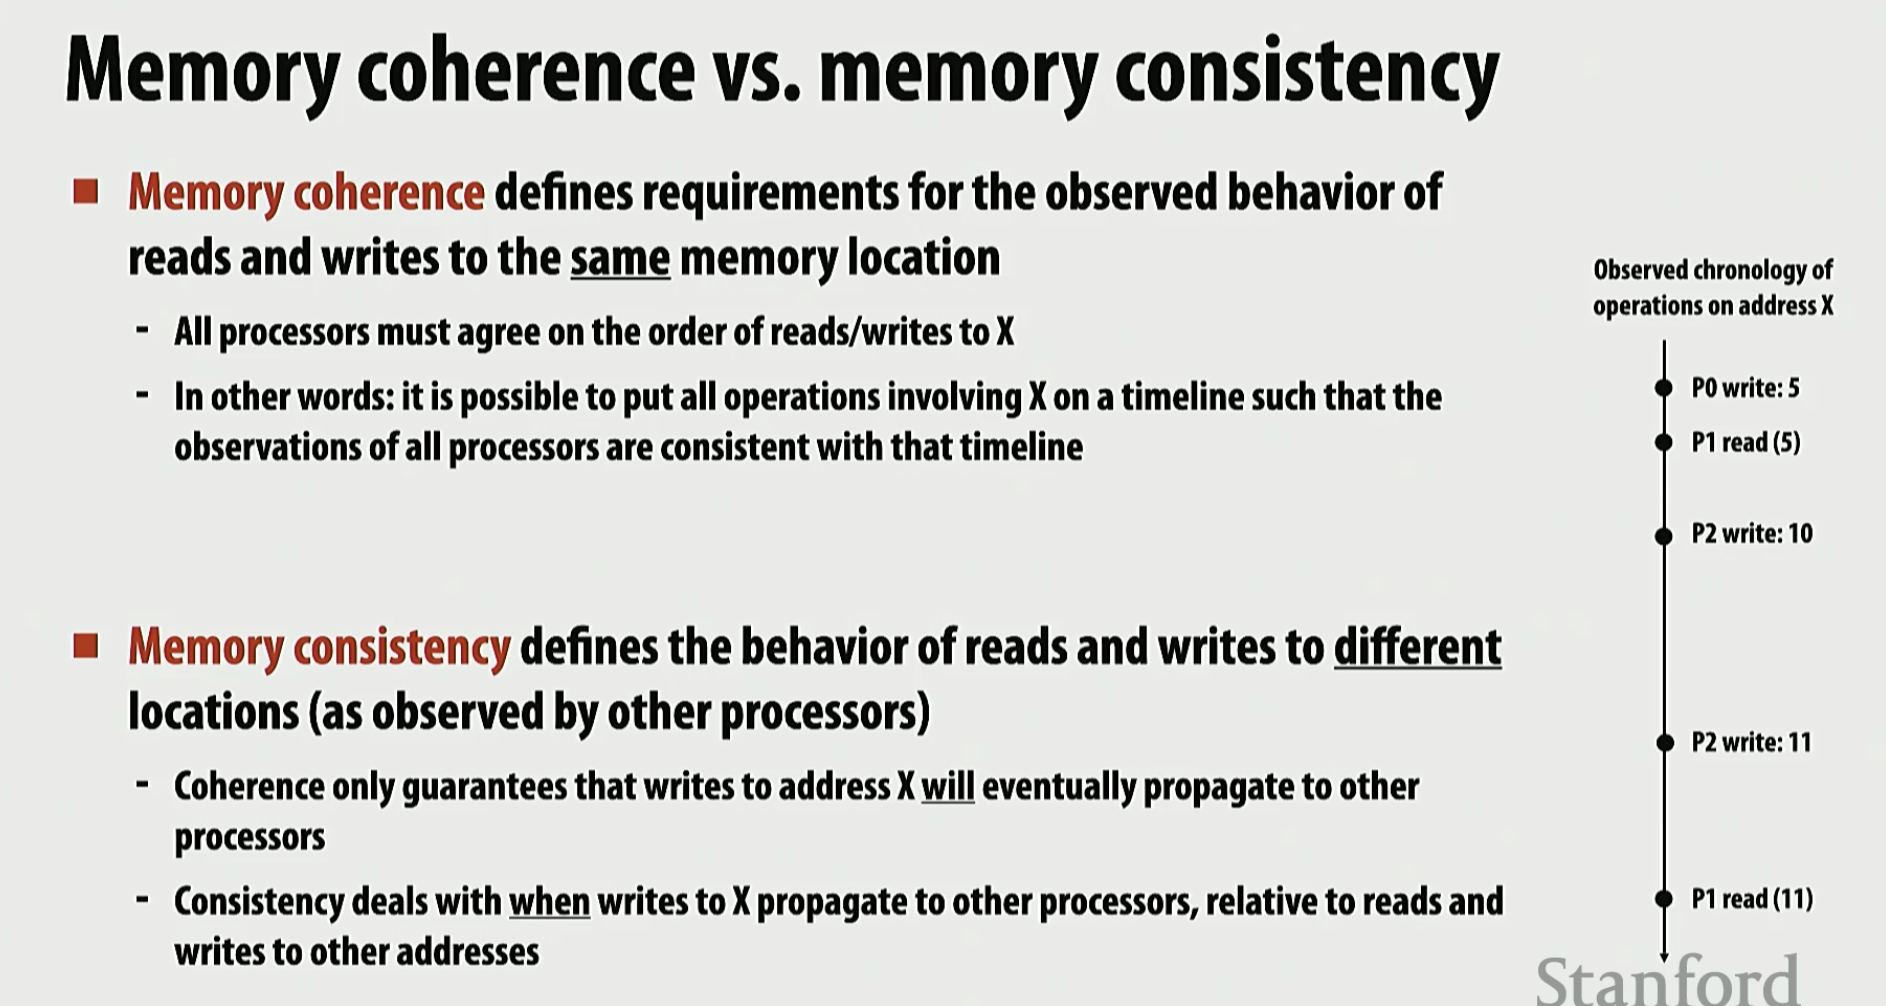 Memory coherence vs. memory consistency
■ Memory coherence defines requirements for the observed behavior of
reads and writes to the same memory location
- All processors must agree on the order of reads/writes to X
- In other words: it is possible to put all operations involving X on a timeline such that the
observations of all processors are consistent with that timeline
■ Memory consistency defines the behavior of reads and writes to different
locations (as observed by other processors)
- Coherence only guarantees that writes to address X will eventually propagate to other
processors
- Consistency deals with when writes to X propagate to other processors, relative to reads and
writes to other addresses
Observed chronology of
operations on address X
P0 write: 5
P1 read (5)
P2 write: 10
P2 write: 11
P1 read (11)
Stanford